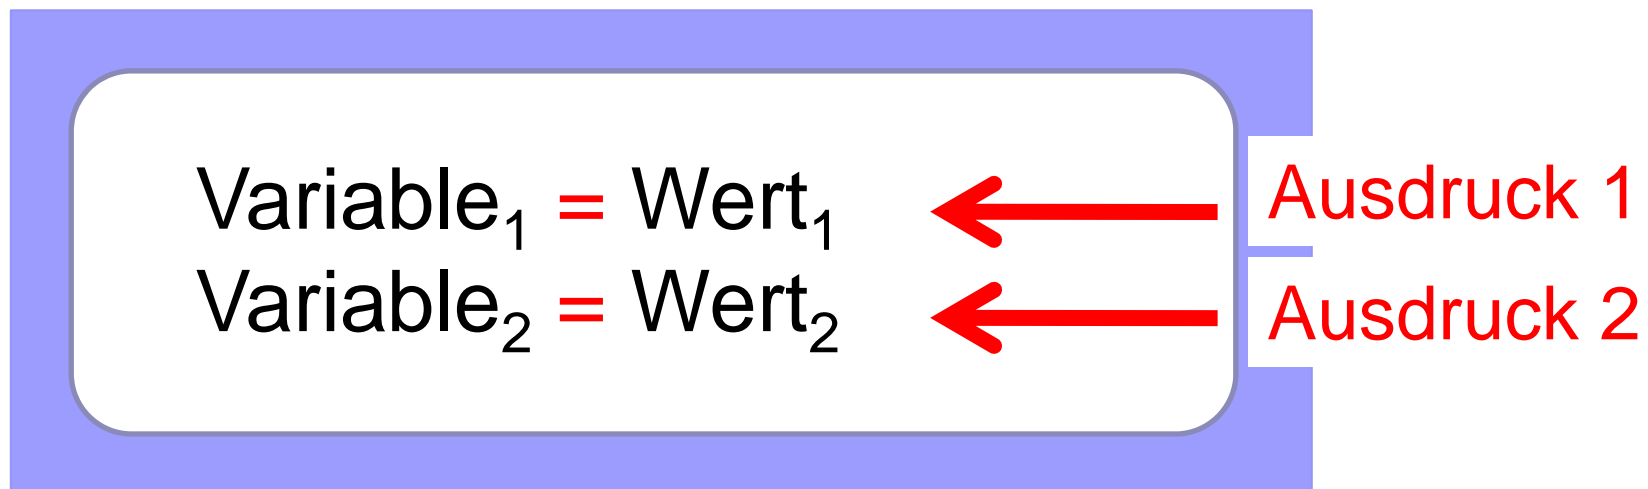 Variable₁ = Wert₁ Ausdruck 1
Variable₂ = Wert₂ Ausdruck 2